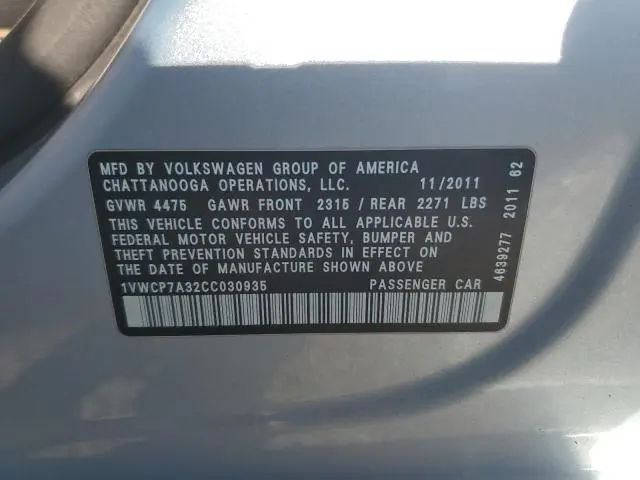 MFD BY VOLKSWAGEN GROUP OF AMERICA
CHATTANOOGA OPERATIONS, LLC. 11/2011
GVWR 4475 GAWR FRONT 2315 / REAR 2271 LBS
THIS VEHICLE CONFORMS TO ALL APPLICABLE U.S.
FEDERAL MOTOR VEHICLE SAFETY, BUMPER AND
THEFT PREVENTION STANDARDS IN EFFECT ON
THE DATE OF MANUFACTURE SHOWN ABOVE
1VWCP7A32CC030935 PASSENGER CAR
4639277 2011 62